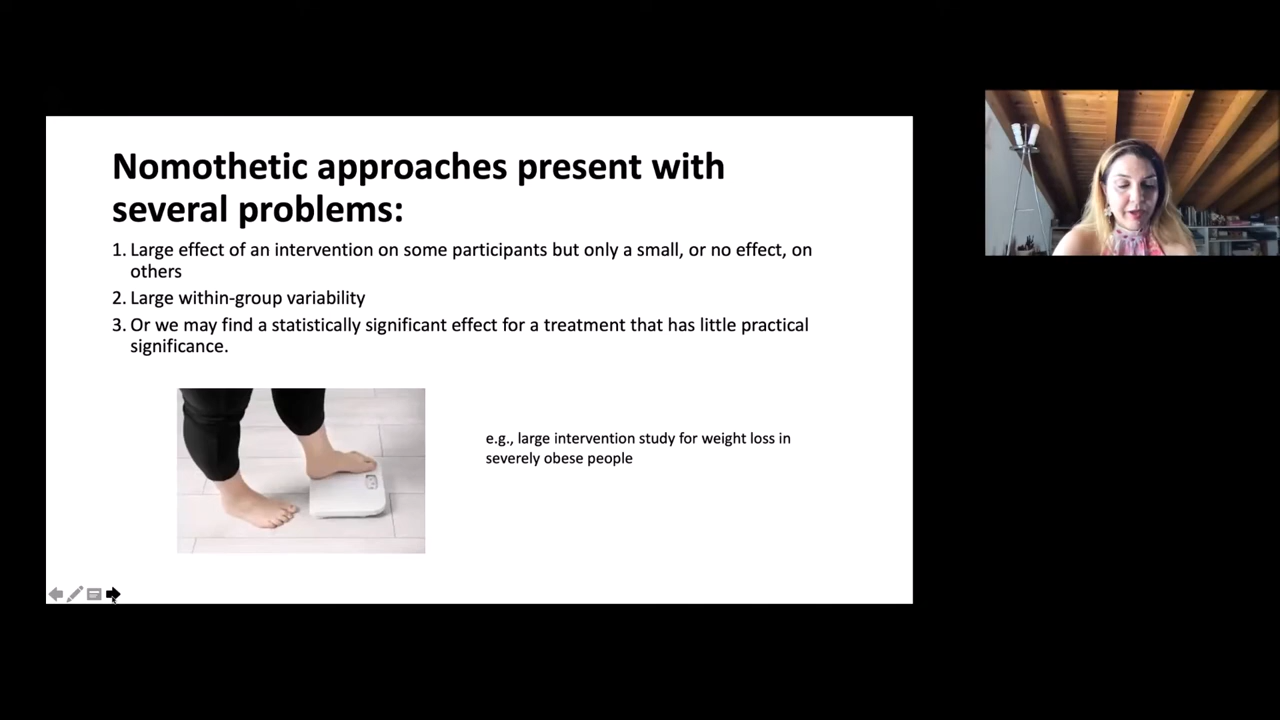 Nomothetic approaches present with
several problems:
1. Large effect of an intervention on some participants but only a small, or no effect, on
others
2. Large within-group variability
3. Or we may find a statistically significant effect for a treatment that has little practical
significance.
e.g., large intervention study for weight loss in
severely obese people